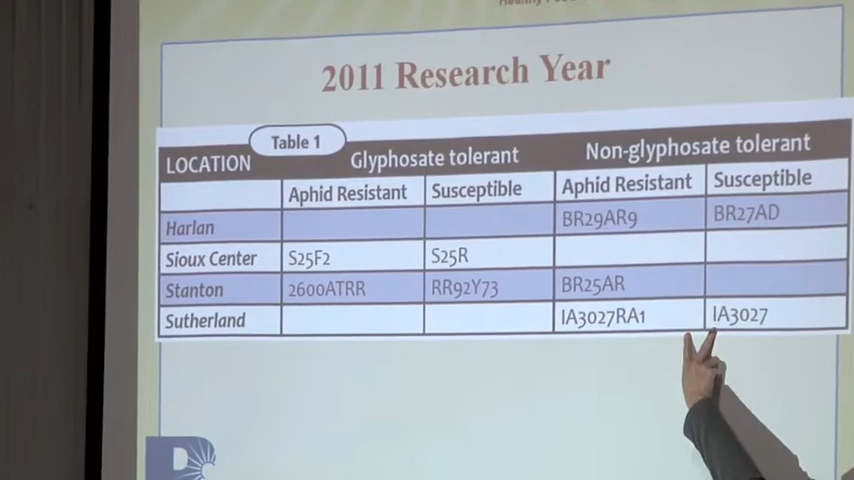 2011 Research Year
Table 1
LOCATION Glyphosate tolerant Non-glyphosate tolerant
Aphid Resistant Susceptible Aphid Resistant Susceptible
Harlan BR29AR9 BR27AD
Sioux Center S25F2 S25R
Stanton 2600ATRR RR92Y73 BR25AR
Sutherland IA3027RA1 IA3027